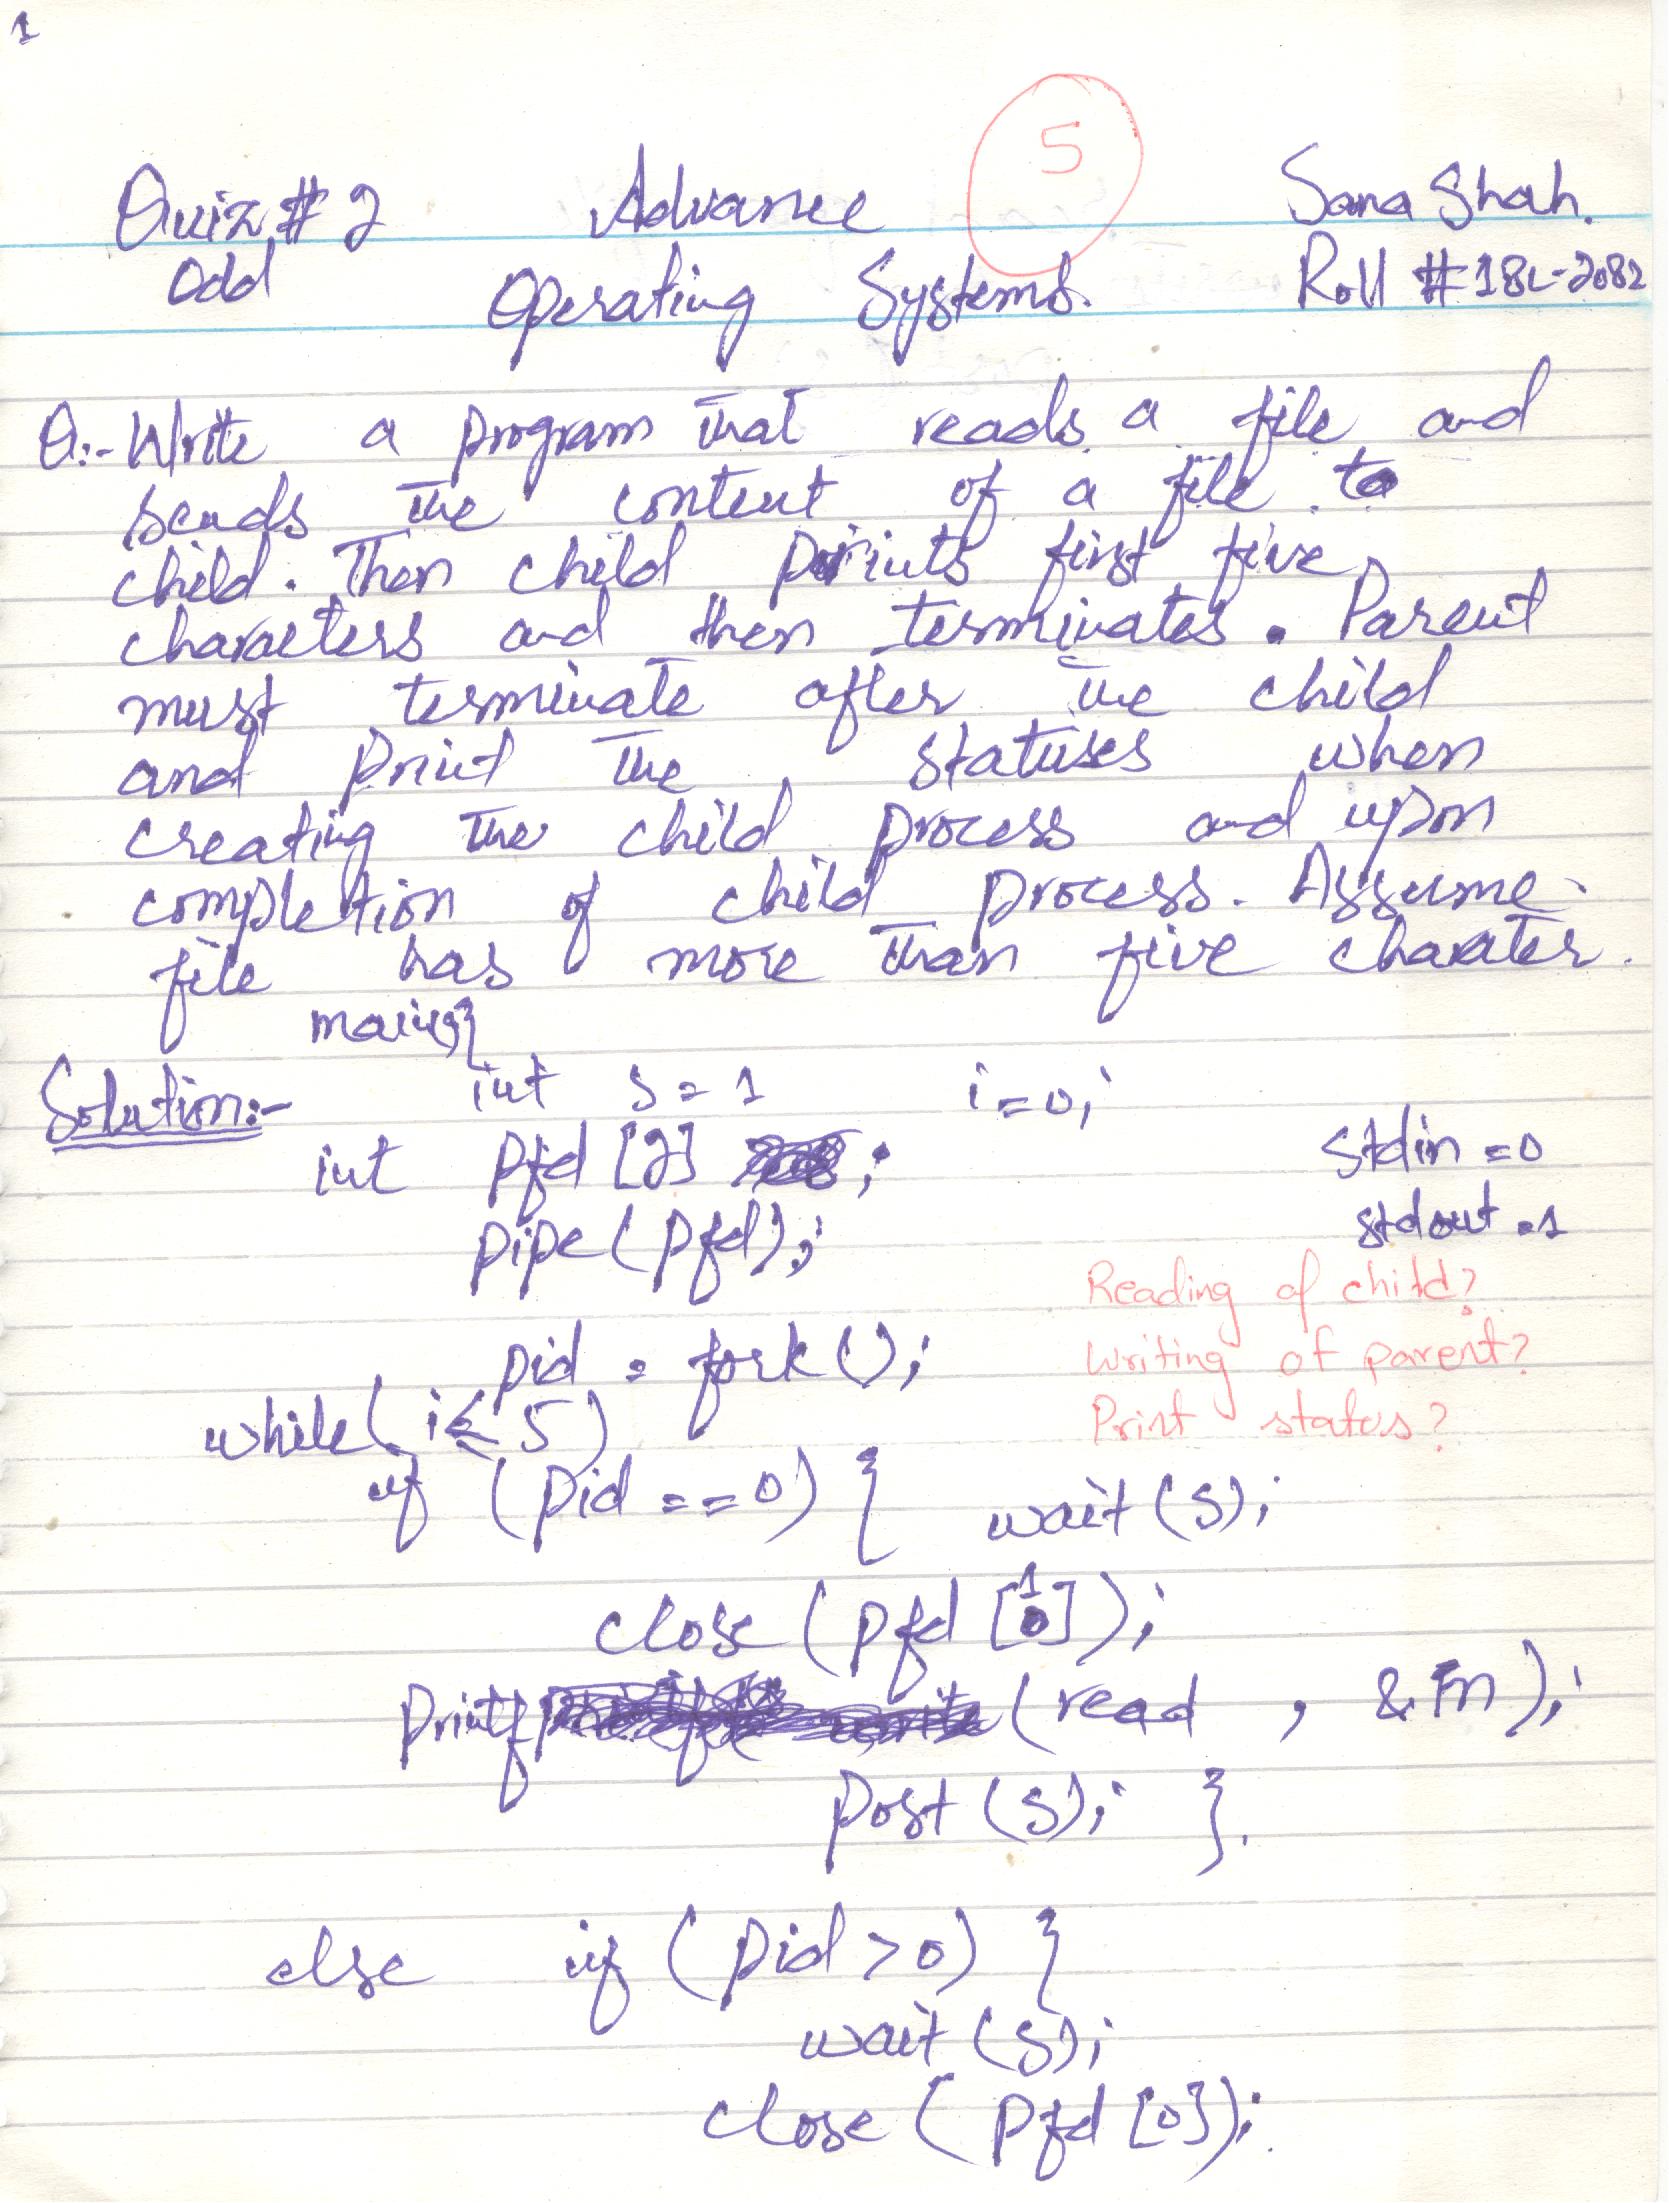 1
5
Quiz # 2 Advance Sana Shah.
Odd Operating Systems. Roll # 18L-2082
Q:- Write a program that reads a file and
sends the content of a file to
child. Then child prints first five
characters and then terminates. Parent
must terminate after the child
and print the statuses when
creating the child process and upon
completion of child process. Assume
file has more than five charater.
main(){
Solution:- int s = 1 i = 0;
int pfd [2] ; stdin = 0
pipe (pfd); stdout = 1
Reading of child?
pid = fork (); Writing of parent?
while( i ≤ 5) Print status?
if (pid == 0) { wait (s);
close (pfd [1]);
printf (read , &
post (s); }.
else if (pid > 0) {
wait (s);
close (pfd [0]);